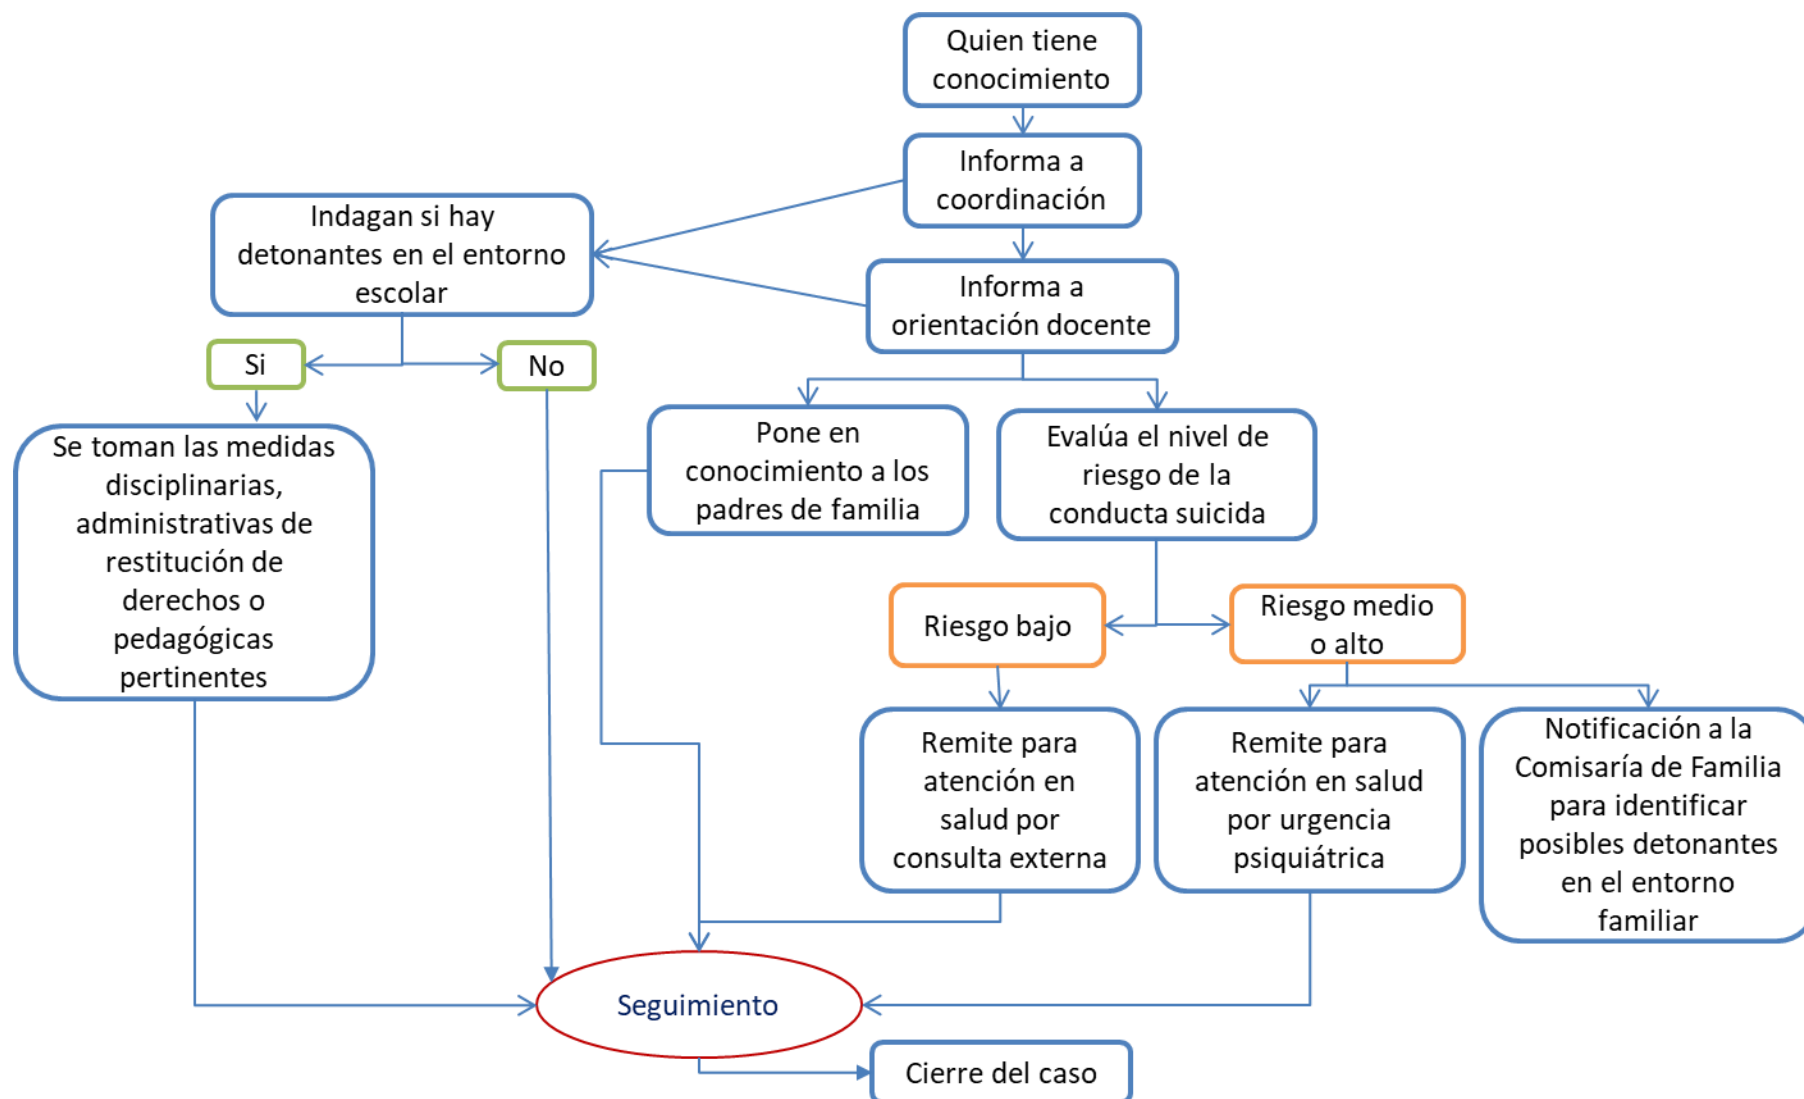 Quien tiene
conocimiento
Informa a
coordinación
Indagan si hay
detonantes en el entorno
escolar
Informa a
orientación docente
Si
No
Se toman las medidas
disciplinarias,
administrativas de
restitución de
derechos o
pedagógicas
pertinentes
Pone en
conocimiento a los
padres de familia
Evalúa el nivel de
riesgo de la
conducta suicida
Riesgo bajo
Riesgo medio
o alto
Remite para
atención en
salud por
consulta externa
Remite para
atención en salud
por urgencia
psiquiátrica
Notificación a la
Comisaría de Familia
para identificar
posibles detonantes
en el entorno
familiar
Seguimiento
Cierre del caso